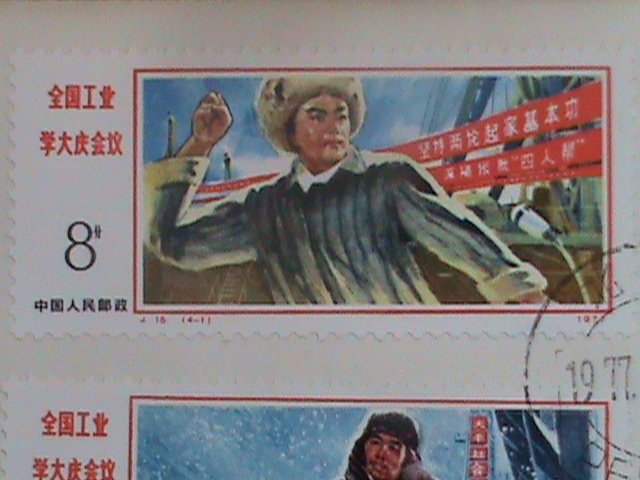 全国工业
学大庆会议
坚持两论起家基本功
深揭狠批"四人帮"
8分
中国人民邮政
J 16 (4-1)
197
1977
全国工业
学大庆会议